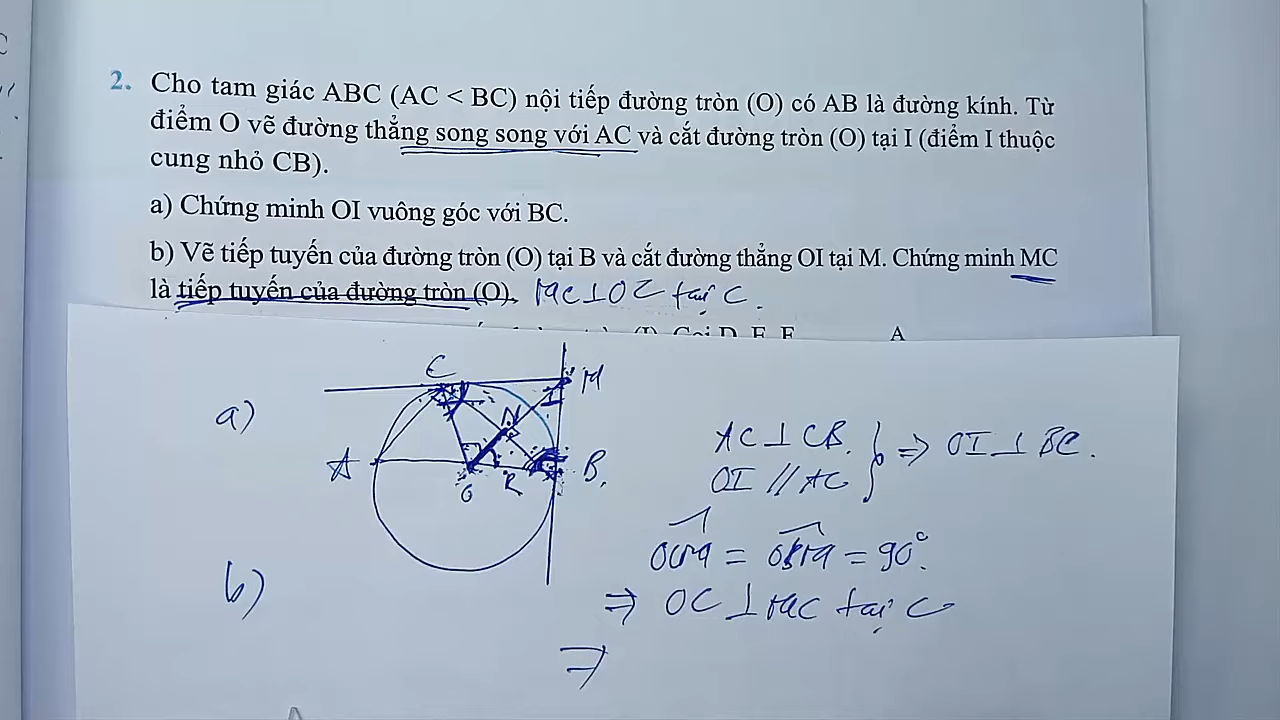 2. Cho tam giác ABC (AC < BC) nội tiếp đường tròn (O) có AB là đường kính. Từ
điểm O vẽ đường thẳng song song với AC và cắt đường tròn (O) tại I (điểm I thuộc
cung nhỏ CB).
a) Chứng minh OI vuông góc với BC.
b) Vẽ tiếp tuyến của đường tròn (O) tại B và cắt đường thẳng OI tại M. Chứng minh MC
là tiếp tuyến của đường tròn (O). MC ⊥ OC tại C.
(I). Gọi D, E, F
A
C
M
a)
I
N
A
O
R
B
AC ⊥ CB.
OI // AC
} => OI ⊥ BC.
OCM = OBM = 90°.
b)
=> OC ⊥ MC tại C
=>